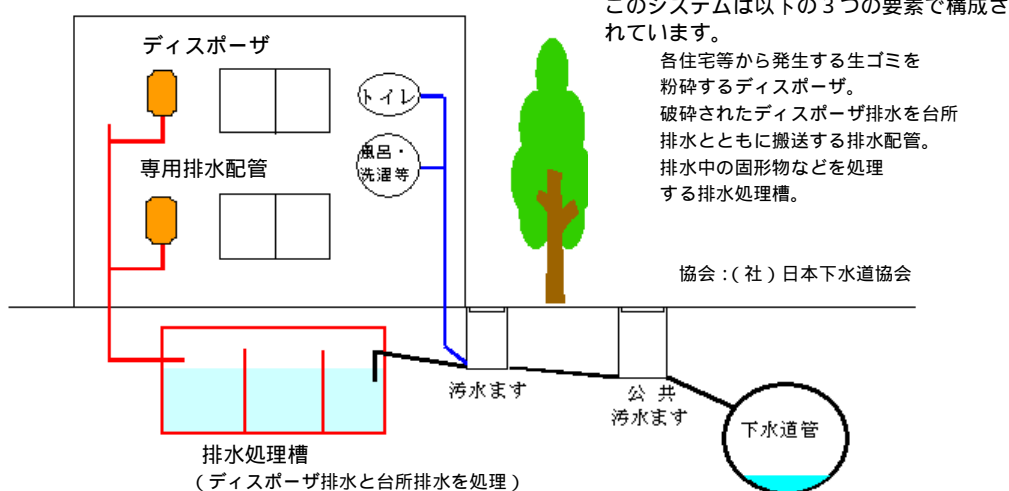 このシステムは以下の３つの要素で構成さ
れています。
各住宅等から発生する生ゴミを
粉砕するディスポーザ。
破砕されたディスポーザ排水を台所
排水とともに搬送する排水配管。
排水中の固形物などを処理
する排水処理槽。
協会：（社）日本下水道協会
ディスポーザ
トイレ
風呂・
洗濯等
専用排水配管
汚水ます
公共
汚水ます
下水道管
排水処理槽
（ディスポーザ排水と台所排水を処理）